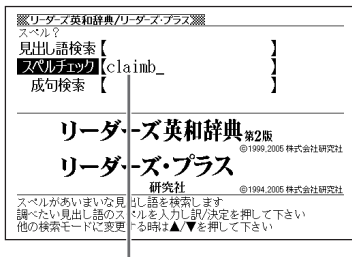 リーダーズ英和辞典/リーダーズ・プラス
スペル?
見出し語検索【 】
スペルチェック【claimb_ 】
成句検索 【 】
リーダーズ英和辞典第2版
©1999,2005 株式会社研究社
リーダーズ・プラス
研究社 ©1994,2005 株式会社研究社
スペルがあいまいな見出し語を検索します
調べたい見出し語のスペルを入力し訳/決定を押して下さい
他の検索モードに変更する時は▲/▼を押して下さい